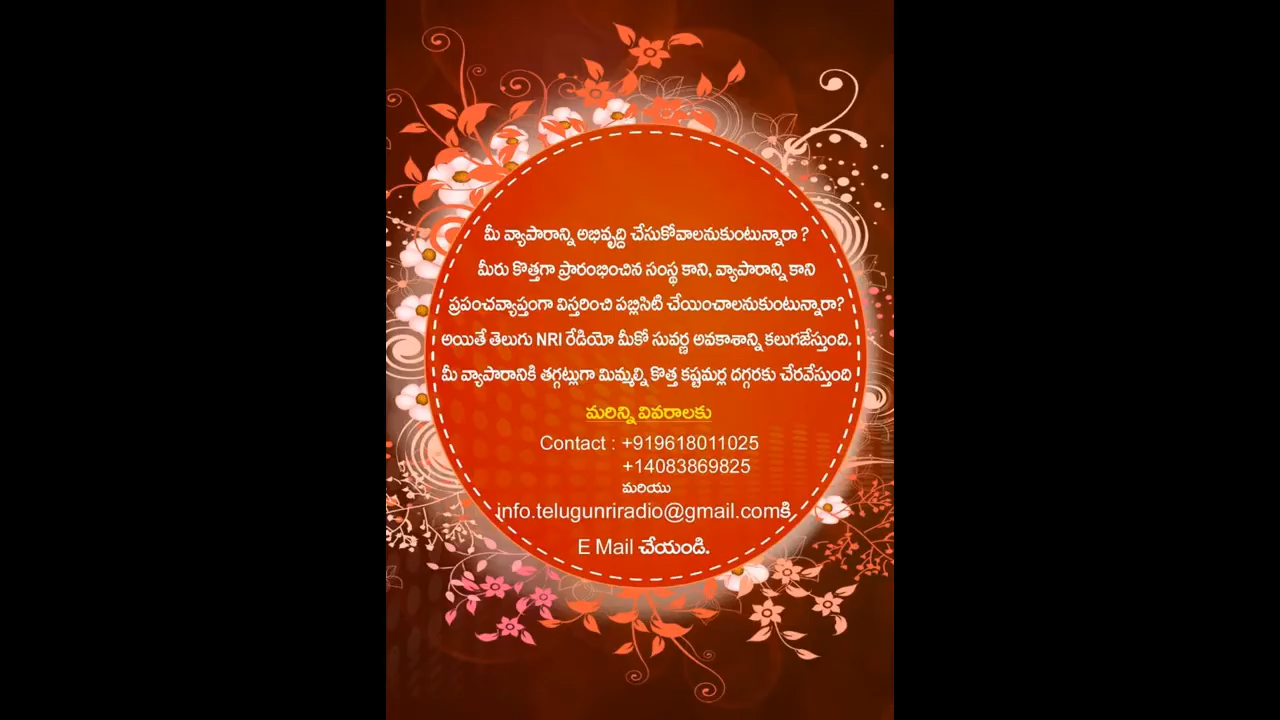 మీ వ్యాపారాన్ని అభివృద్ది చేసుకోవాలనుకుంటున్నారా ?
మీరు కొత్తగా ప్రారంభించిన సంస్థ కాని, వ్యాపారాన్ని కాని
ప్రపంచవ్యాప్తంగా విస్తరించి పబ్లిసిటి చేయించాలనుకుంటున్నారా?
అయితే తెలుగు NRI రేడియో మీకో సువర్ణ అవకాశాన్ని కలుగజేస్తుంది.
మీ వ్యాపారానికి తగ్గట్లుగా మిమ్మల్ని కొత్త కష్టమర్ల దగ్గరకు చేరవేస్తుంది
మరిన్ని వివరాలకు
Contact : +919618011025
+14083869825
మరియు
info.telugunriradio@gmail.comకి
E Mail చేయండి.